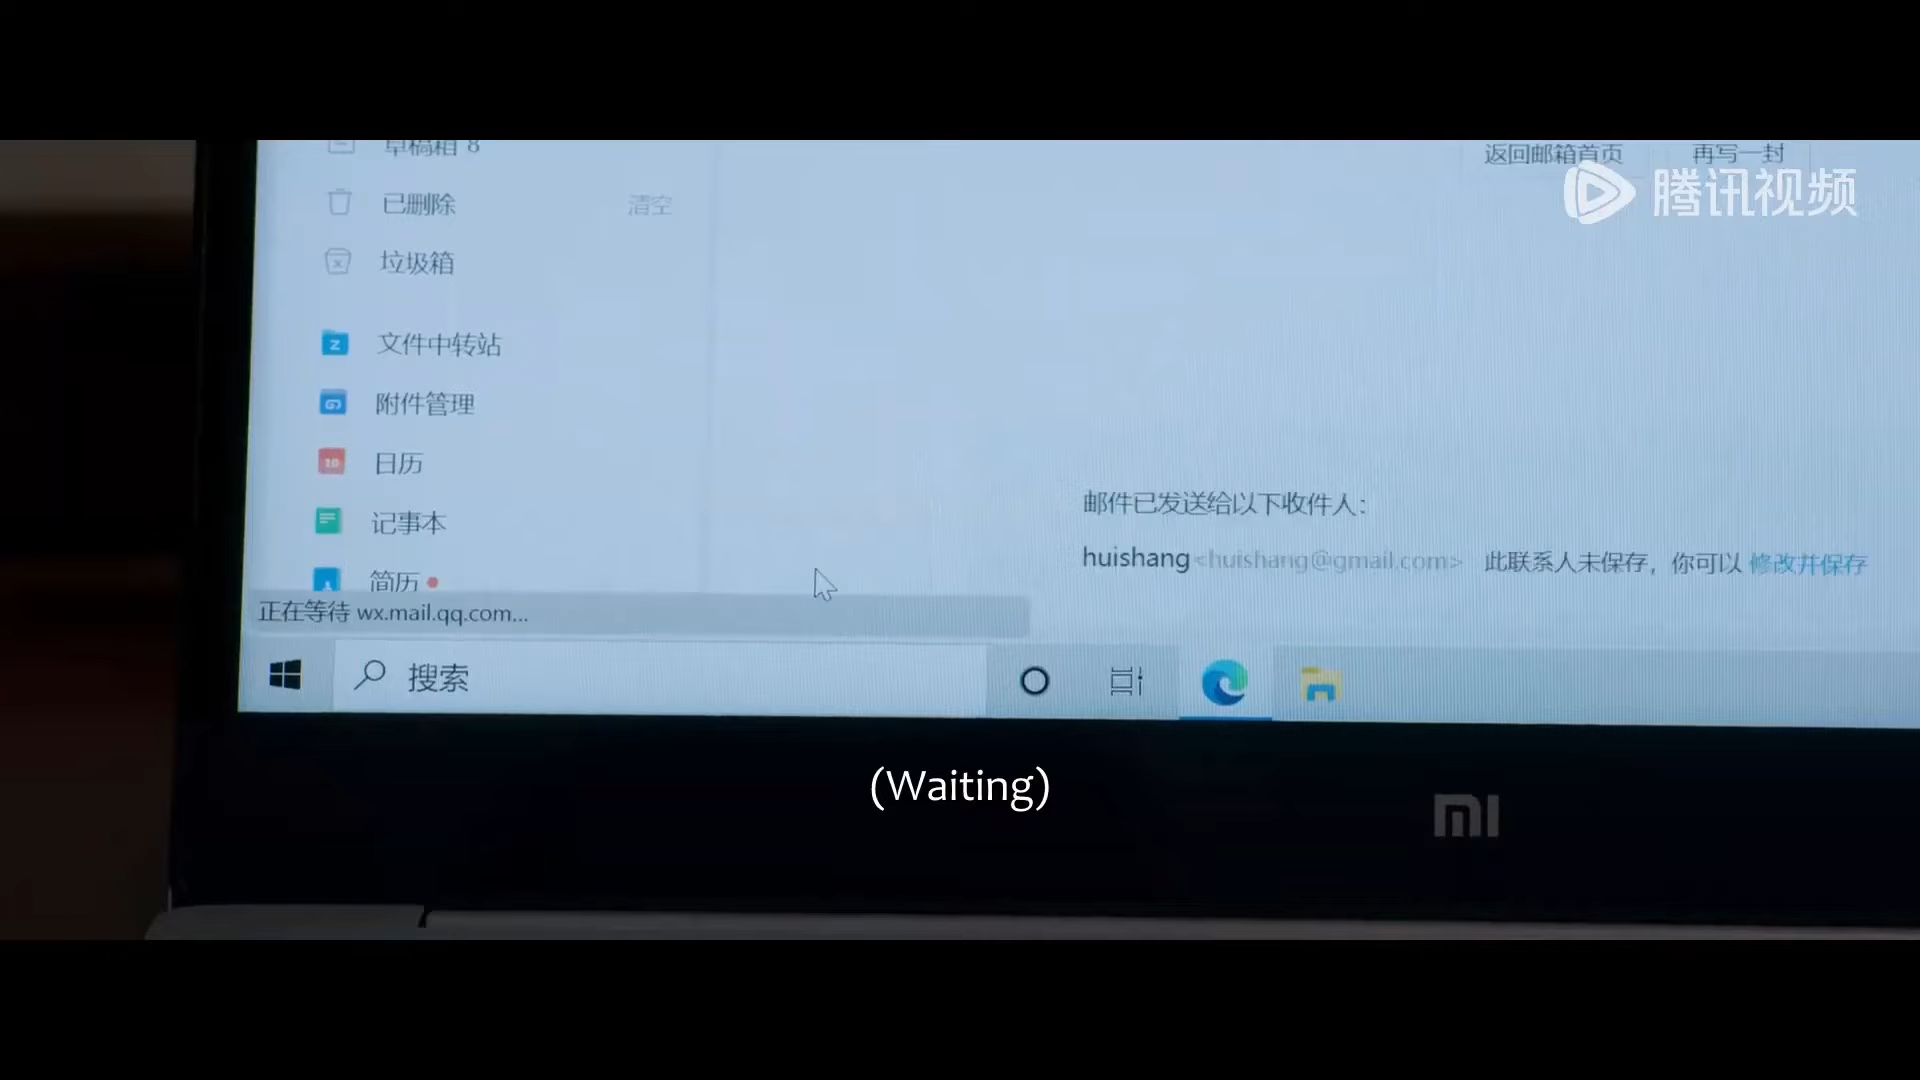 草稿箱 8
返回邮箱首页 再写一封
腾讯视频
已删除 清空
垃圾箱
文件中转站
附件管理
日历
记事本
邮件已发送给以下收件人：
huishang<huishang@gmail.com> 此联系人未保存，你可以 修改并保存
简历
正在等待 wx.mail.qq.com...
搜索
(Waiting)
mi